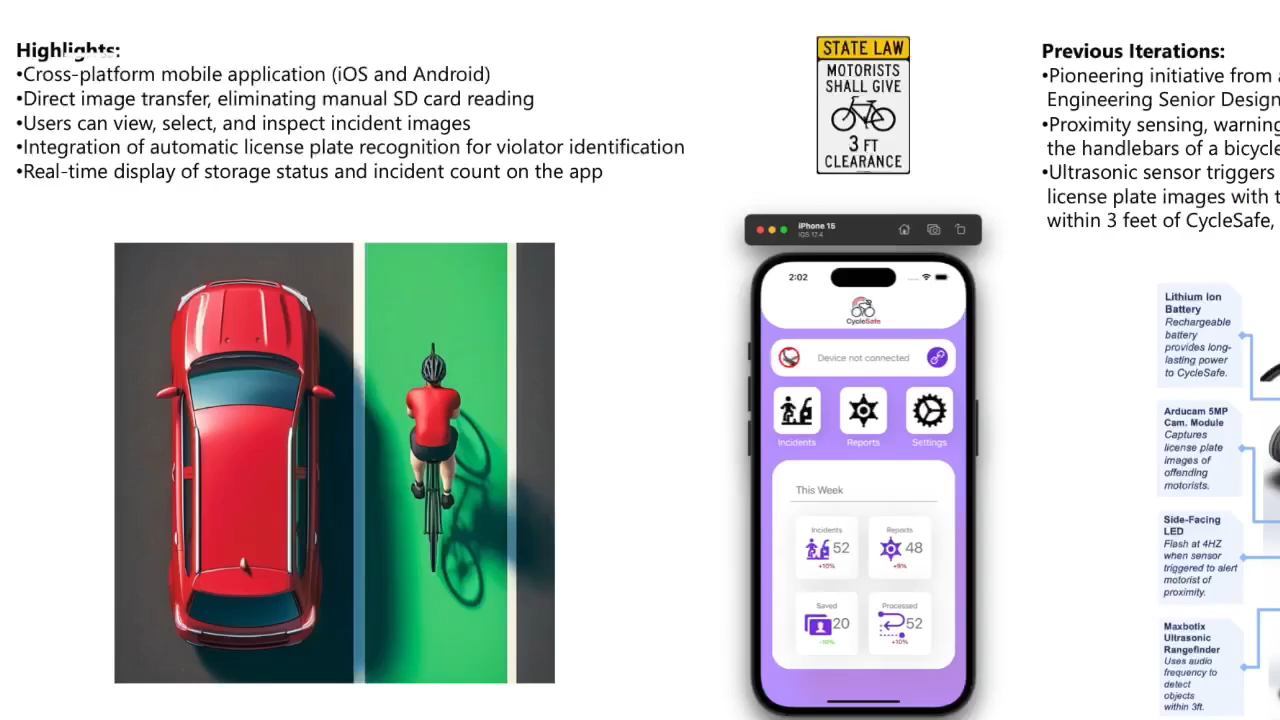 Highlights:
•Cross-platform mobile application (iOS and Android)
•Direct image transfer, eliminating manual SD card reading
•Users can view, select, and inspect incident images
•Integration of automatic license plate recognition for violator identification
•Real-time display of storage status and incident count on the app
STATE LAW
MOTORISTS
SHALL GIVE
3 FT
CLEARANCE
iPhone 15
iOS 17.4
2:02
CycleSafe
Device not connected
Incidents
Reports
Settings
This Week
Incidents
52
+10%
Reports
48
+9%
Saved
20
Processed
52
+10%
Previous Iterations:
•Pioneering initiative from
Engineering Senior Design
•Proximity sensing, warning
the handlebars of a bicycle
•Ultrasonic sensor triggers
license plate images with
within 3 feet of CycleSafe,
Lithium Ion
Battery
Rechargeable
battery
provides long-
lasting power
to CycleSafe.
Arducam 5MP
Cam. Module
Captures
license plate
images of
offending
motorists.
Side-Facing
LED
Flash at 4HZ
when sensor
triggered to alert
motorist of
proximity.
Maxbotix
Ultrasonic
Rangefinder
Uses audio
frequency to
detect
objects
within 3ft.